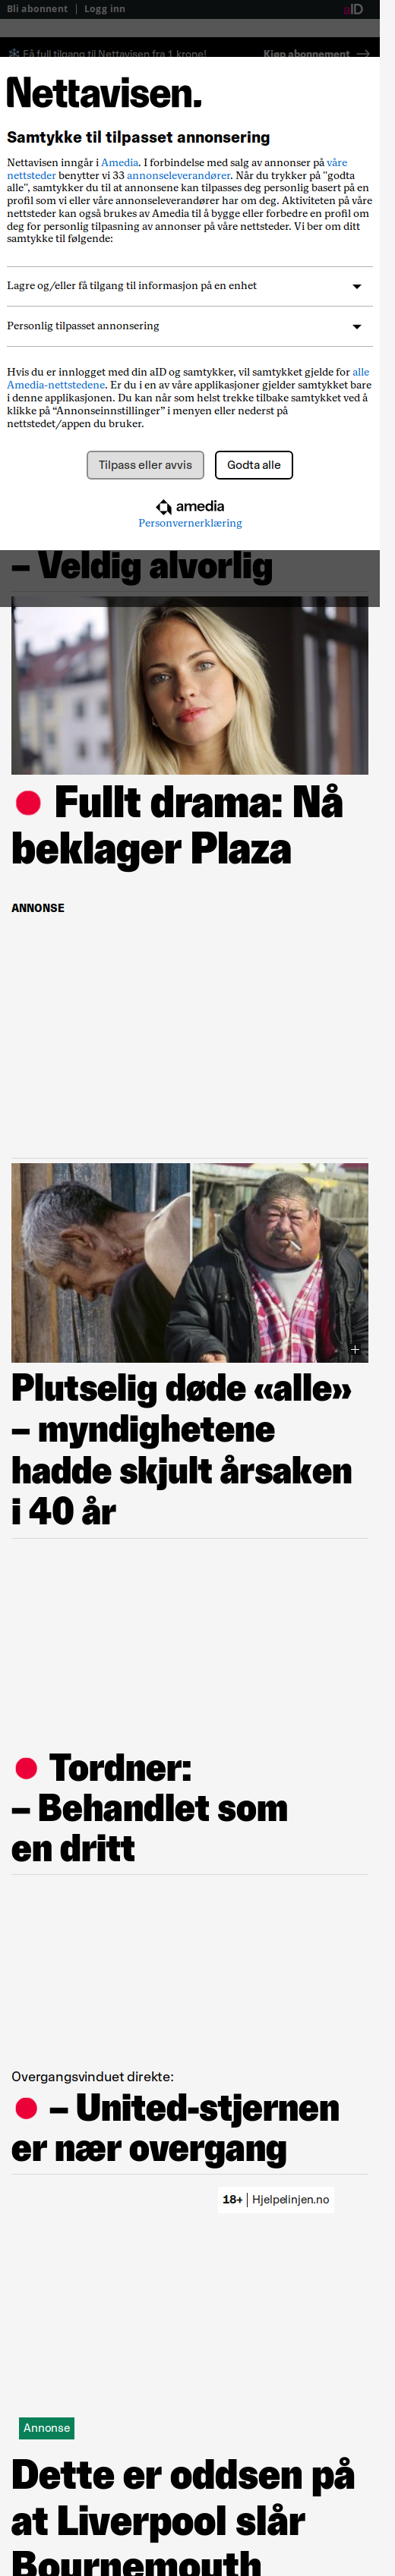 Bli abonnent | Logg inn
aID
Få full tilgang til Nettavisen fra 1 krone! Kjøp abonnement →
Nettavisen.
Samtykke til tilpasset annonsering
Nettavisen inngår i Amedia. I forbindelse med salg av annonser på våre
nettsteder benytter vi 33 annonseleverandører. Når du trykker på "godta
alle", samtykker du til at annonsene kan tilpasses deg personlig basert på en
profil som vi eller våre annonseleverandører har om deg. Aktiviteten på våre
nettsteder kan også brukes av Amedia til å bygge eller forbedre en profil om
deg for personlig tilpasning av annonser på våre nettsteder. Vi ber om ditt
samtykke til følgende:
Lagre og/eller få tilgang til informasjon på en enhet
Personlig tilpasset annonsering
Hvis du er innlogget med din aID og samtykker, vil samtykket gjelde for alle
Amedia-nettstedene. Er du i en av våre applikasjoner gjelder samtykket bare
i denne applikasjonen. Du kan når som helst trekke tilbake samtykket ved å
klikke på “Annonseinnstillinger” i menyen eller nederst på
nettstedet/appen du bruker.
Tilpass eller avvis Godta alle
amedia
Personvernerklæring
– Veldig alvorlig
Fullt drama: Nå
beklager Plaza
ANNONSE
Plutselig døde «alle»
– myndighetene
hadde skjult årsaken
i 40 år
Tordner:
– Behandlet som
en dritt
Overgangsvinduet direkte:
– United-stjernen
er nær overgang
18+ | Hjelpelinjen.no
Annonse
Dette er oddsen på
at Liverpool slår
Bournemouth